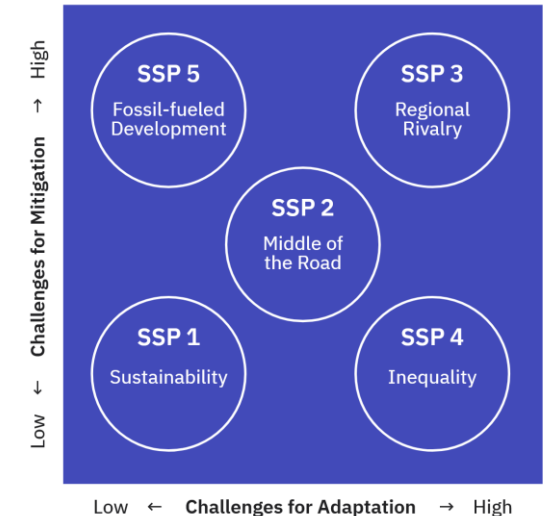 High
→
Challenges for Mitigation
←
Low
SSP 5
Fossil-fueled
Development
SSP 3
Regional
Rivalry
SSP 2
Middle of
the Road
SSP 1
Sustainability
SSP 4
Inequality
Low ← Challenges for Adaptation → High